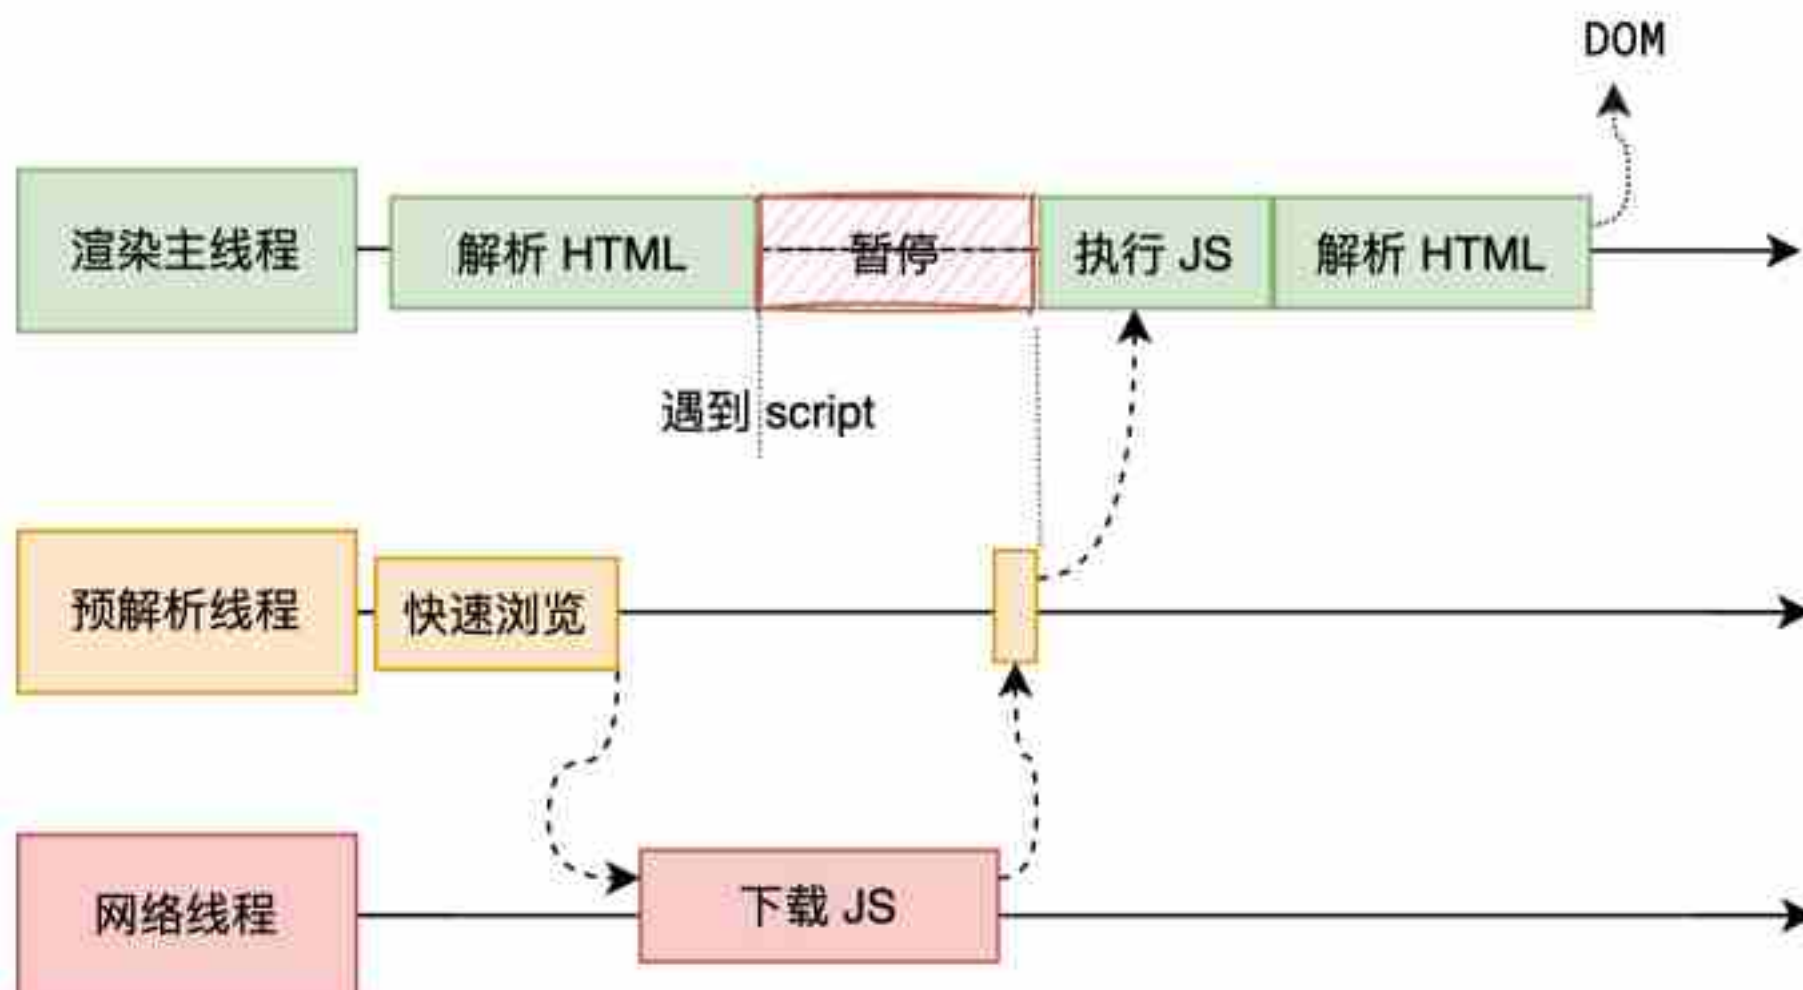 DOM
渲染主线程
解析 HTML
暂停
执行 JS
解析 HTML
遇到 script
预解析线程
快速浏览
网络线程
下载 JS